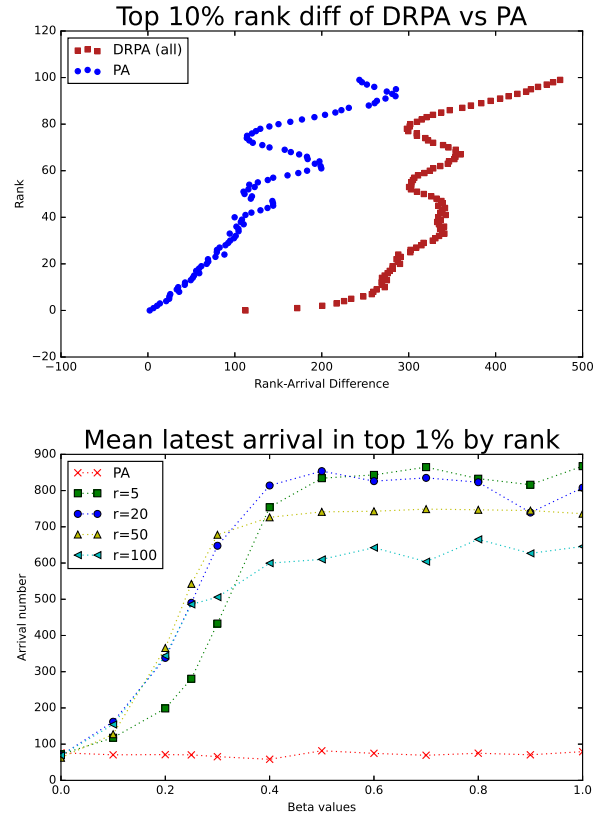 Top 10% rank diff of DRPA vs PA
120
100
80
60
40
20
0
−20
Rank
DRPA (all)
PA
−100 0 100 200 300 400 500
Rank-Arrival Difference
Mean latest arrival in top 1% by rank
900
800
700
600
500
400
300
200
100
0
Arrival number
PA
r=5
r=20
r=50
r=100
0.0 0.2 0.4 0.6 0.8 1.0
Beta values